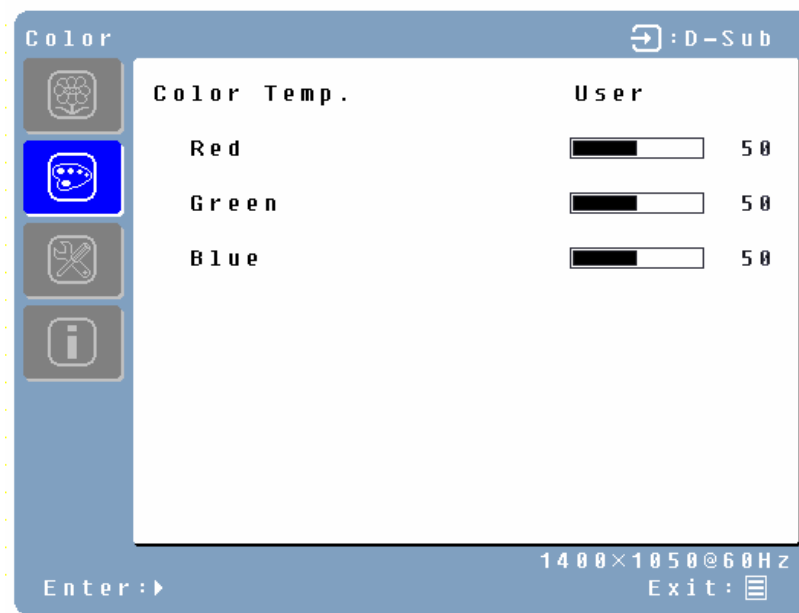 Color :D-Sub
Color Temp. User
Red 50
Green 50
Blue 50
1400×1050@60Hz
Enter: Exit: